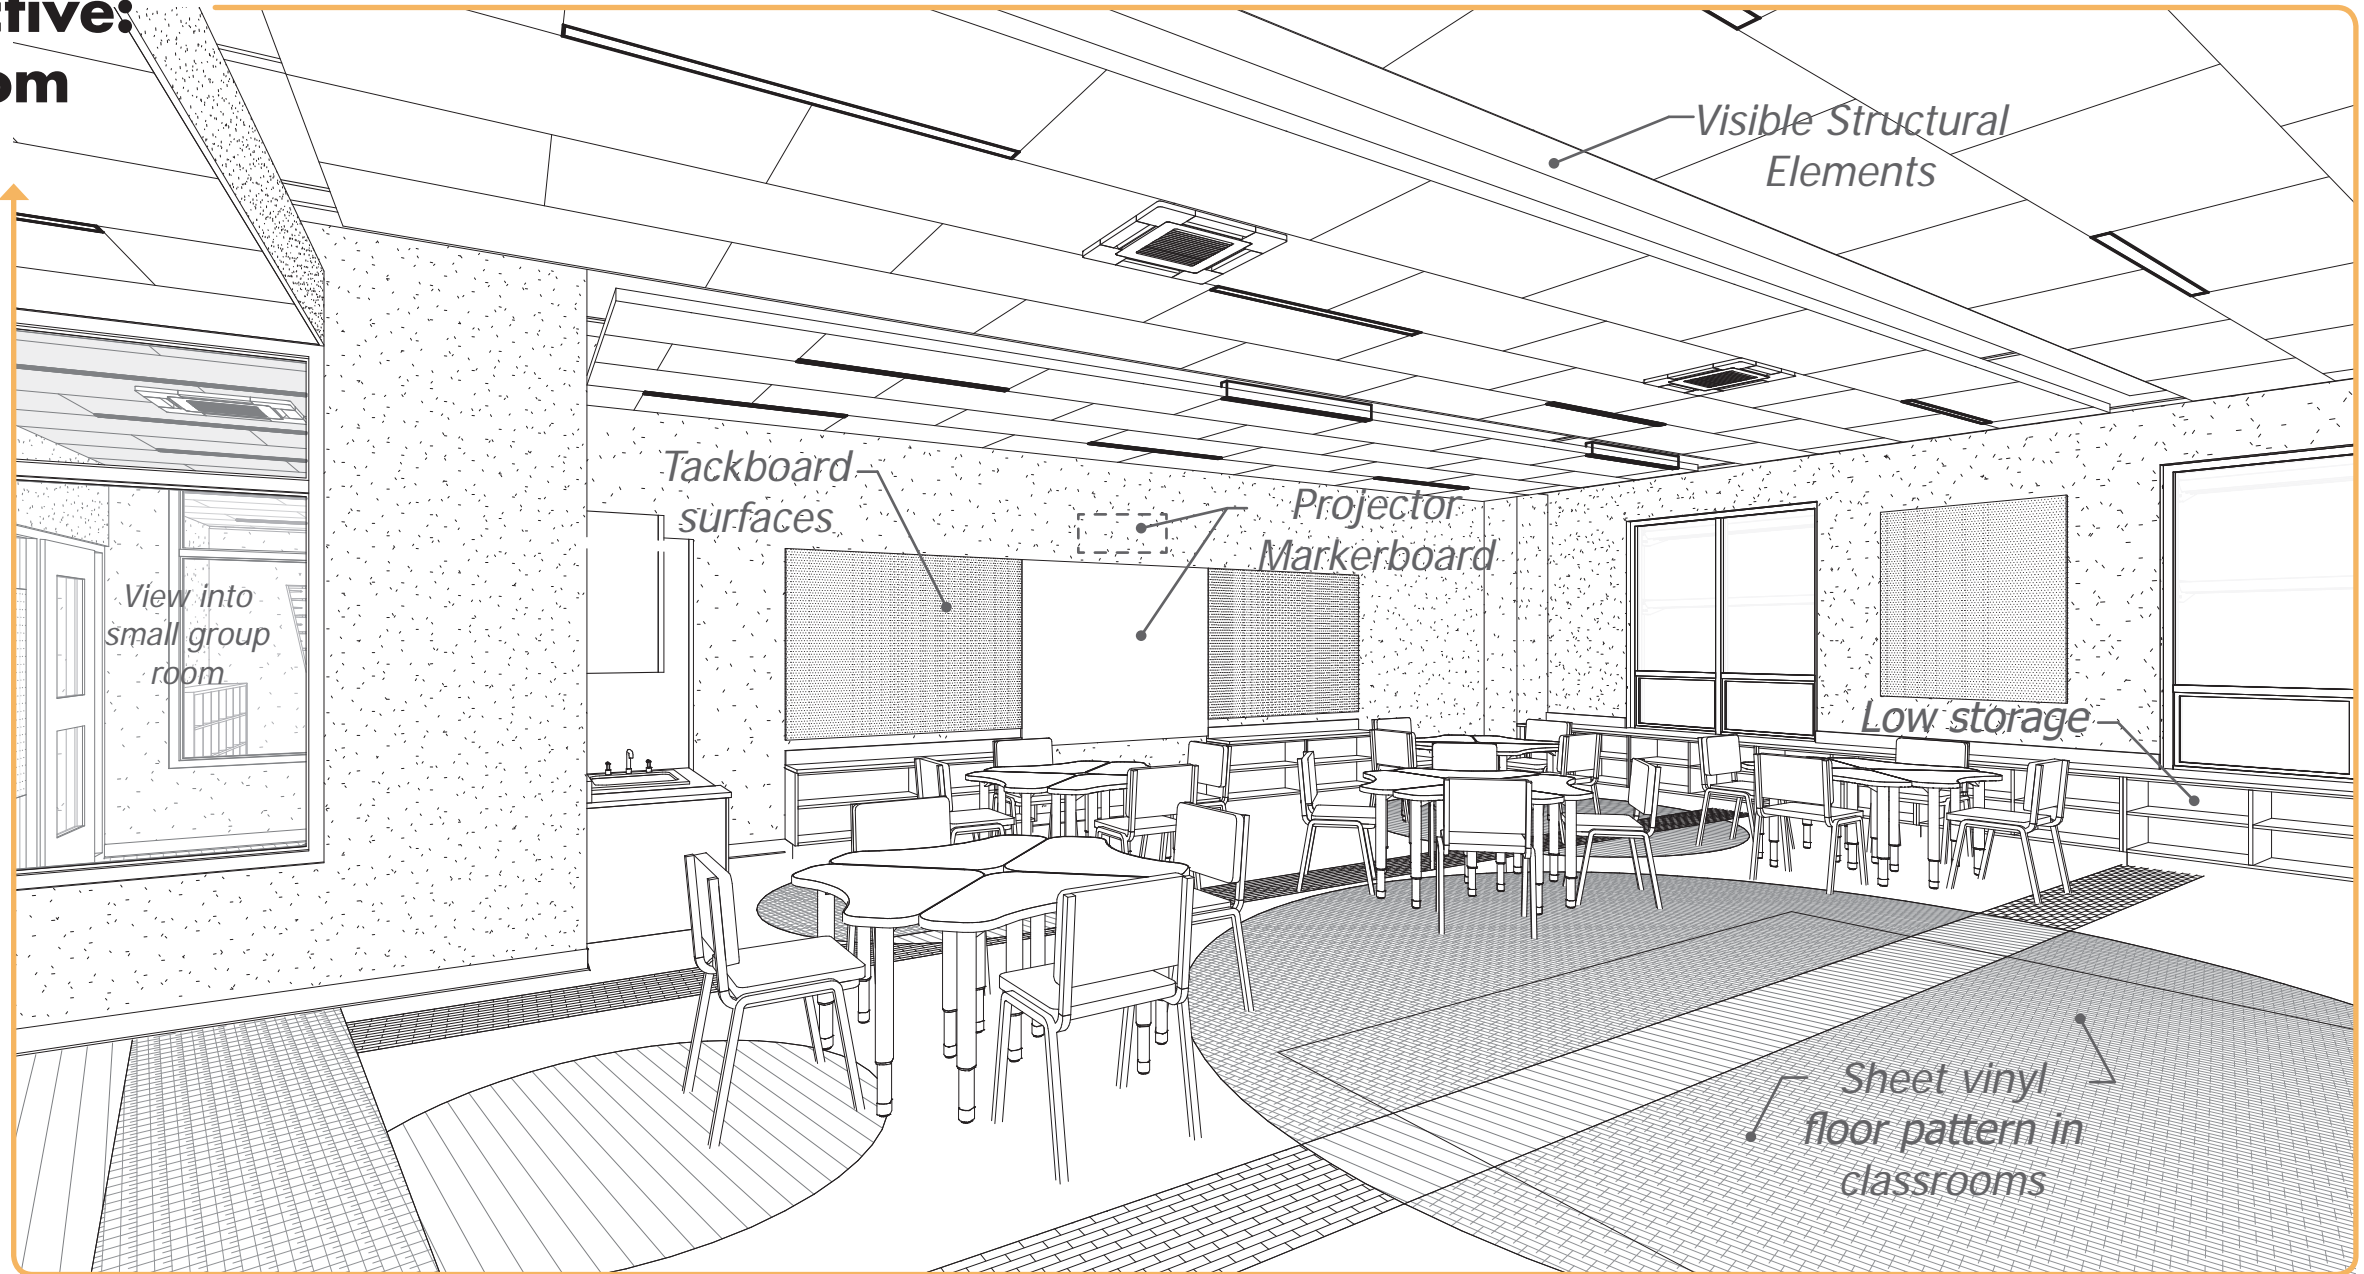 ctive:
om
Visible Structural
Elements
Tackboard
surfaces
Projector
Markerboard
View into
small group
room
Low storage
Sheet vinyl
floor pattern in
classrooms